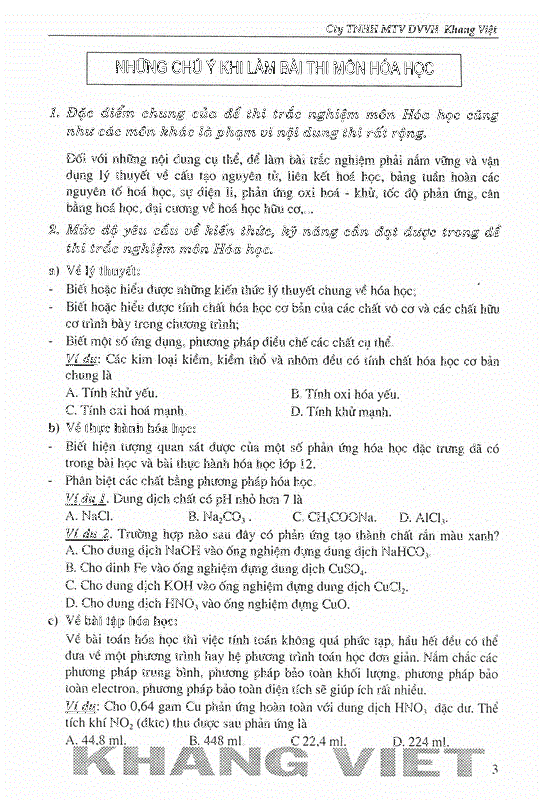 Cty TNHH MTV DVVH Khang Việt
NHỮNG CHÚ Ý KHI LÀM BÀI THI MÔN HÓA HỌC
1. Đặc điểm chung của đề thi trắc nghiệm môn Hóa học cũng
như các môn khác là phạm vi nội dung thi rất rộng.
Đối với những nội dung cụ thể, để làm bài trắc nghiệm phải nắm vững và vận
dụng lý thuyết về cấu tạo nguyên tử, liên kết hoá học, bảng tuần hoàn các
nguyên tố hoá học, sự điện li, phản ứng oxi hoá - khử, tốc độ phản ứng, cân
bằng hoá học, đại cương về hoá học hữu cơ,...
2. Mức độ yêu cầu về kiến thức, kỹ năng cần đạt được trong đề
thi trắc nghiệm môn Hóa học.
a) Về lý thuyết:
- Biết hoặc hiểu được những kiến thức lý thuyết chung về hóa học;
- Biết hoặc hiểu được tính chất hóa học cơ bản của các chất vô cơ và các chất hữu
cơ trình bày trong chương trình;
- Biết một số ứng dụng, phương pháp điều chế các chất cụ thể.
Ví dụ: Các kim loại kiềm, kiềm thổ và nhôm đều có tính chất hóa học cơ bản
chung là
A. Tính khử yếu. B. Tính oxi hóa yếu.
C. Tính oxi hoá mạnh. D. Tính khử mạnh.
b) Về thực hành hóa học:
- Biết hiện tượng quan sát được của một số phản ứng hóa học đặc trưng đã có
trong bài học và bài thực hành hóa học lớp 12.
- Phân biệt các chất bằng phương pháp hóa học.
Ví dụ 1. Dung dịch chất có pH nhỏ hơn 7 là
A. NaCl. B. Na₂CO₃ . C. CH₃COONa. D. AlCl₃.
Ví dụ 2. Trường hợp nào sau đây có phản ứng tạo thành chất rắn màu xanh?
A. Cho dung dịch NaOH vào ống nghiệm đựng dung dịch NaHCO₃.
B. Cho đinh Fe vào ống nghiệm đựng dung dịch CuSO₄.
C. Cho dung dịch KOH vào ống nghiệm đựng dung dịch CuCl₂.
D. Cho dung dịch HNO₃ vào ống nghiệm đựng CuO.
c) Về bài tập hóa học:
Về bài toán hóa học thì việc tính toán không quá phức tạp, hầu hết đều có thể
đưa về một phương trình hay hệ phương trình toán học đơn giản. Nắm chắc các
phương pháp trung bình, phương pháp bảo toàn khối lượng, phương pháp bảo
toàn electron, phương pháp bảo toàn điện tích sẽ giúp ích rất nhiều.
Ví dụ: Cho 0,64 gam Cu phản ứng hoàn toàn với dung dịch HNO₃ đặc dư. Thể
tích khí NO₂ (đktc) thu được sau phản ứng là
A. 44,8 ml. B. 448 ml. C 22,4 ml. D. 224 ml.
KHANG VIET
3